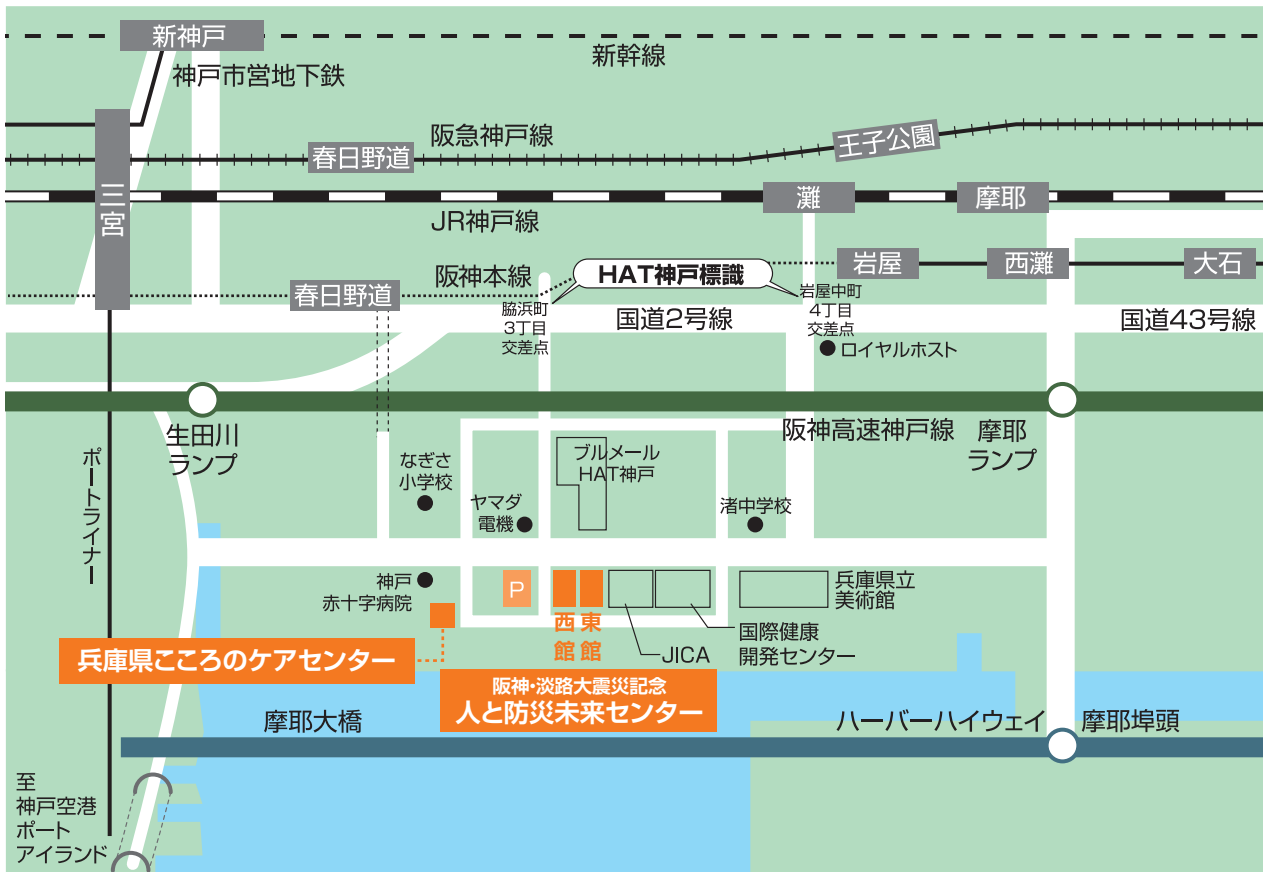 新神戸
新幹線
神戸市営地下鉄
阪急神戸線
春日野道
王子公園
三宮
灘
摩耶
JR神戸線
阪神本線
HAT神戸標識
岩屋
西灘
大石
春日野道
脇浜町
3丁目
交差点
国道2号線
岩屋中町
4丁目
交差点
国道43号線
ロイヤルホスト
生田川
ランプ
阪神高速神戸線
摩耶
ランプ
ポートライナー
なぎさ
小学校
ブルメール
HAT神戸
ヤマダ
電機
渚中学校
神戸
赤十字病院
P
西館
東館
兵庫県立
美術館
国際健康
開発センター
JICA
兵庫県こころのケアセンター
阪神・淡路大震災記念
人と防災未来センター
摩耶大橋
ハーバーハイウェイ
摩耶埠頭
至
神戸空港
ポート
アイランド